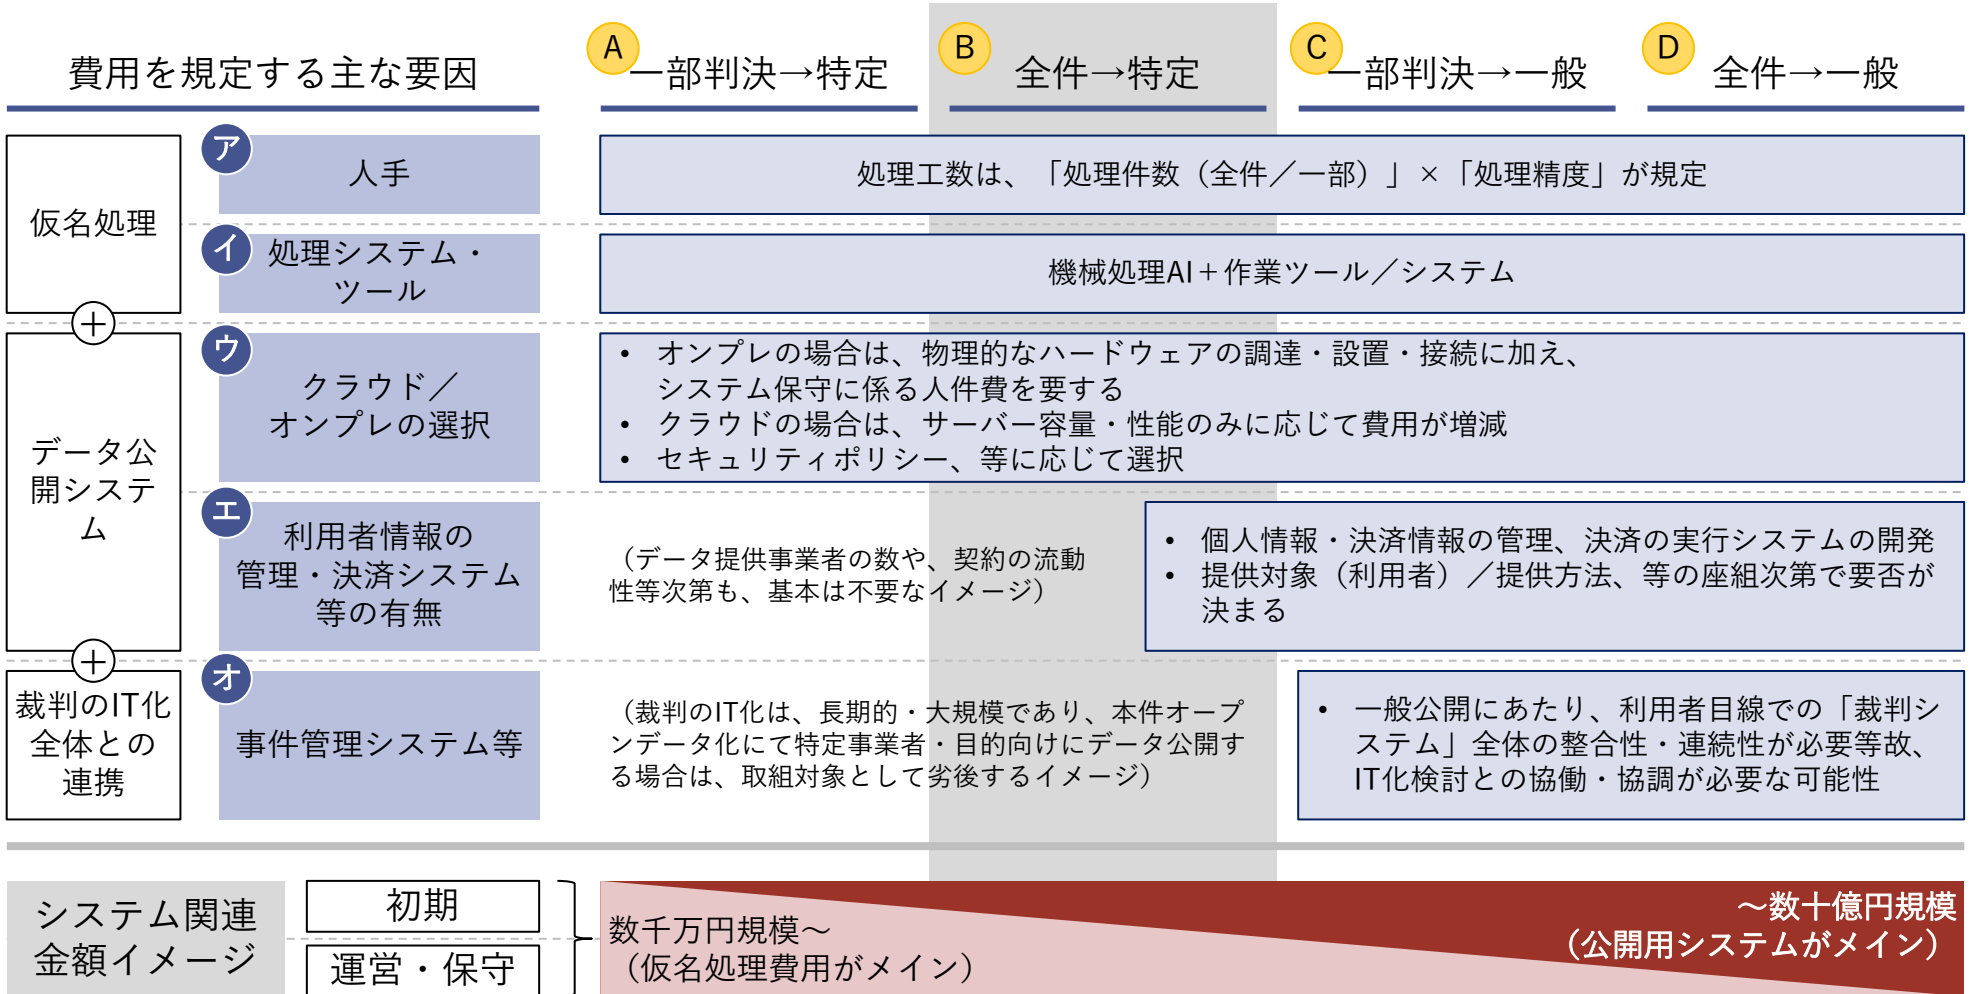 費用を規定する主な要因
A
一部判決→特定
B
全件→特定
C
一部判決→一般
D
全件→一般
仮名処理
ア
人手
処理工数は、「処理件数（全件／一部）」×「処理精度」が規定
イ
処理システム・
ツール
機械処理AI＋作業ツール／システム
＋
データ公
開システ
ム
ウ
クラウド／
オンプレの選択
• オンプレの場合は、物理的なハードウェアの調達・設置・接続に加え、
システム保守に係る人件費を要する
• クラウドの場合は、サーバー容量・性能のみに応じて費用が増減
• セキュリティポリシー、等に応じて選択
エ
利用者情報の
管理・決済システム
等の有無
（データ提供事業者の数や、契約の流動
性等次第も、基本は不要なイメージ）
• 個人情報・決済情報の管理、決済の実行システムの開発
• 提供対象（利用者）／提供方法、等の座組次第で要否が
決まる
＋
裁判のIT化
全体との
連携
オ
事件管理システム等
（裁判のIT化は、長期的・大規模であり、本件オープ
ンデータ化にて特定事業者・目的向けにデータ公開す
る場合は、取組対象として劣後するイメージ）
• 一般公開にあたり、利用者目線での「裁判シ
ステム」全体の整合性・連続性が必要等故、
IT化検討との協働・協調が必要な可能性
システム関連
金額イメージ
初期
運営・保守
数千万円規模～
（仮名処理費用がメイン）
～数十億円規模
（公開用システムがメイン）